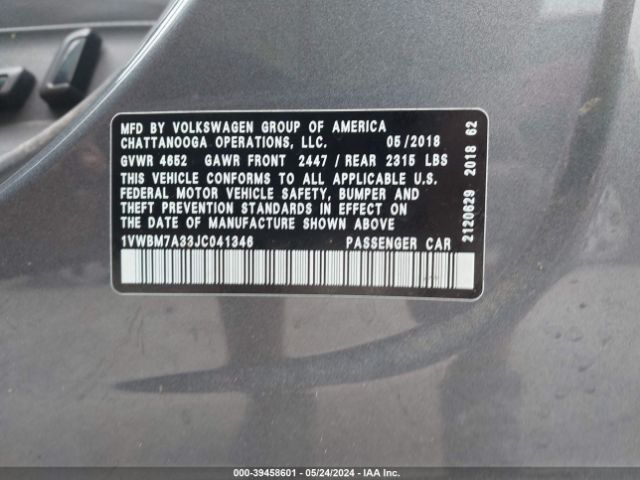 MFD BY VOLKSWAGEN GROUP OF AMERICA
CHATTANOOGA OPERATIONS, LLC. 05/2018
GVWR 4652 GAWR FRONT 2447 / REAR 2315 LBS
THIS VEHICLE CONFORMS TO ALL APPLICABLE U.S.
FEDERAL MOTOR VEHICLE SAFETY, BUMPER AND
THEFT PREVENTION STANDARDS IN EFFECT ON
THE DATE OF MANUFACTURE SHOWN ABOVE
1VWBM7A33JC041346 PASSENGER CAR
2120629 2018 62
000-39458601 - 05/24/2024 - IAA Inc.